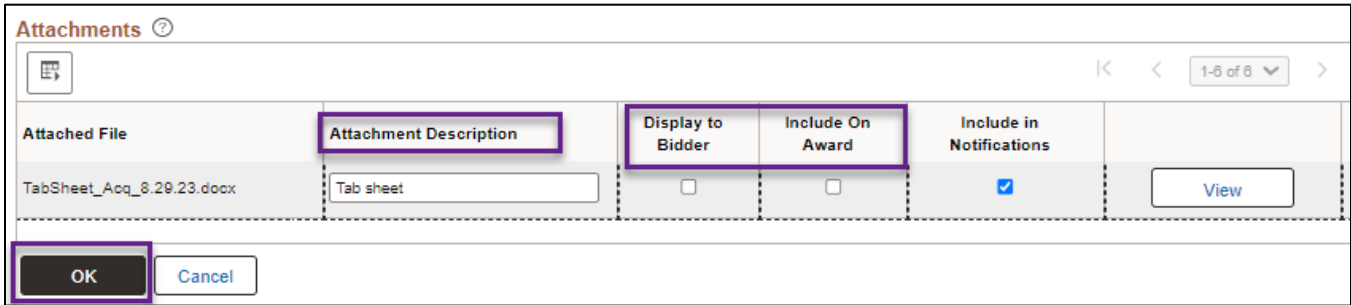 Attachments ?
1-6 of 6
Attached File Attachment Description Display to Bidder Include On Award Include in Notifications
TabSheet_Acq_8.29.23.docx Tab sheet View
OK Cancel